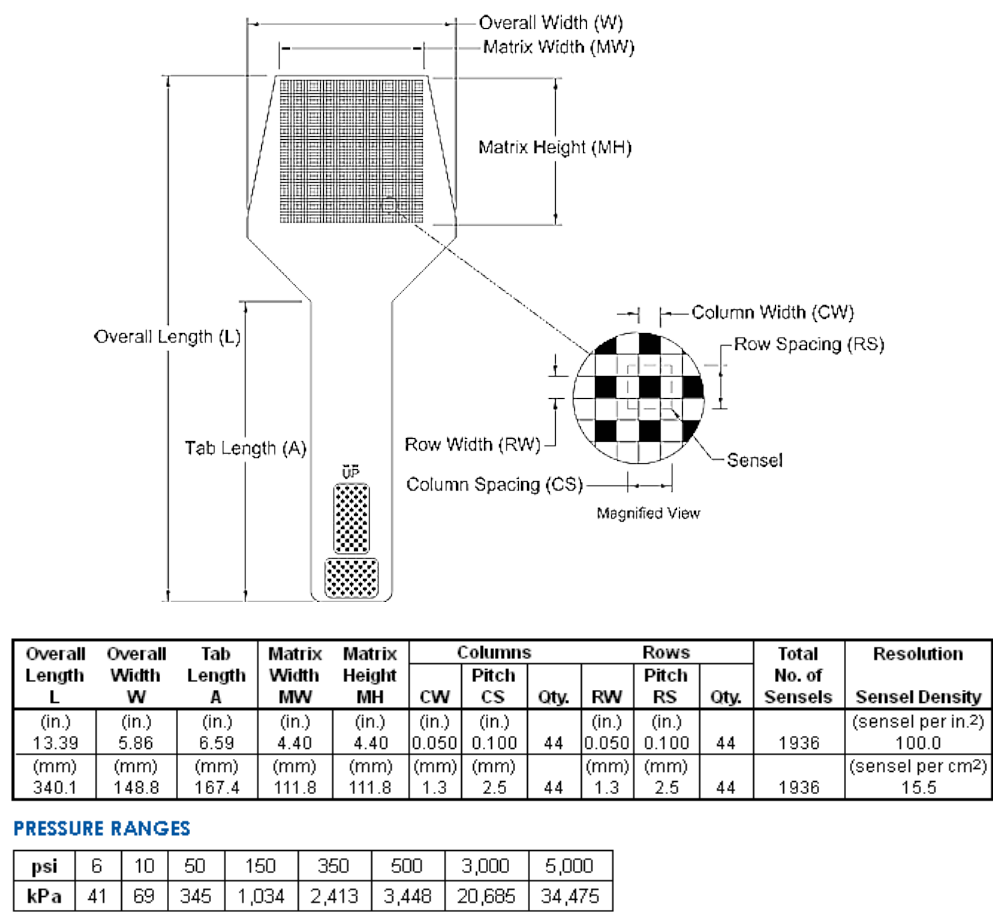 Overall Width (W)
Matrix Width (MW)
Matrix Height (MH)
Column Width (CW)
Overall Length (L)
Row Spacing (RS)
Tab Length (A)
Row Width (RW)
Sensel
UP
Column Spacing (CS)
Magnified View
Overall Overall Tab Matrix Matrix Columns Rows Total Resolution
Length Width Length Width Height Pitch Pitch No. of
L W A MW MH CW CS Qty. RW RS Qty. Sensels Sensel Density
(in.) (in.) (in.) (in.) (in.) (in.) (in.) (in.) (in.) (sensel per in.2)
13.39 5.86 6.59 4.40 4.40 0.050 0.100 44 0.050 0.100 44 1936 100.0
(mm) (mm) (mm) (mm) (mm) (mm) (mm) (mm) (mm) (sensel per cm2)
340.1 148.8 167.4 111.8 111.8 1.3 2.5 44 1.3 2.5 44 1936 15.5
PRESSURE RANGES
psi 6 10 50 150 350 500 3,000 5,000
kPa 41 69 345 1,034 2,413 3,448 20,685 34,475